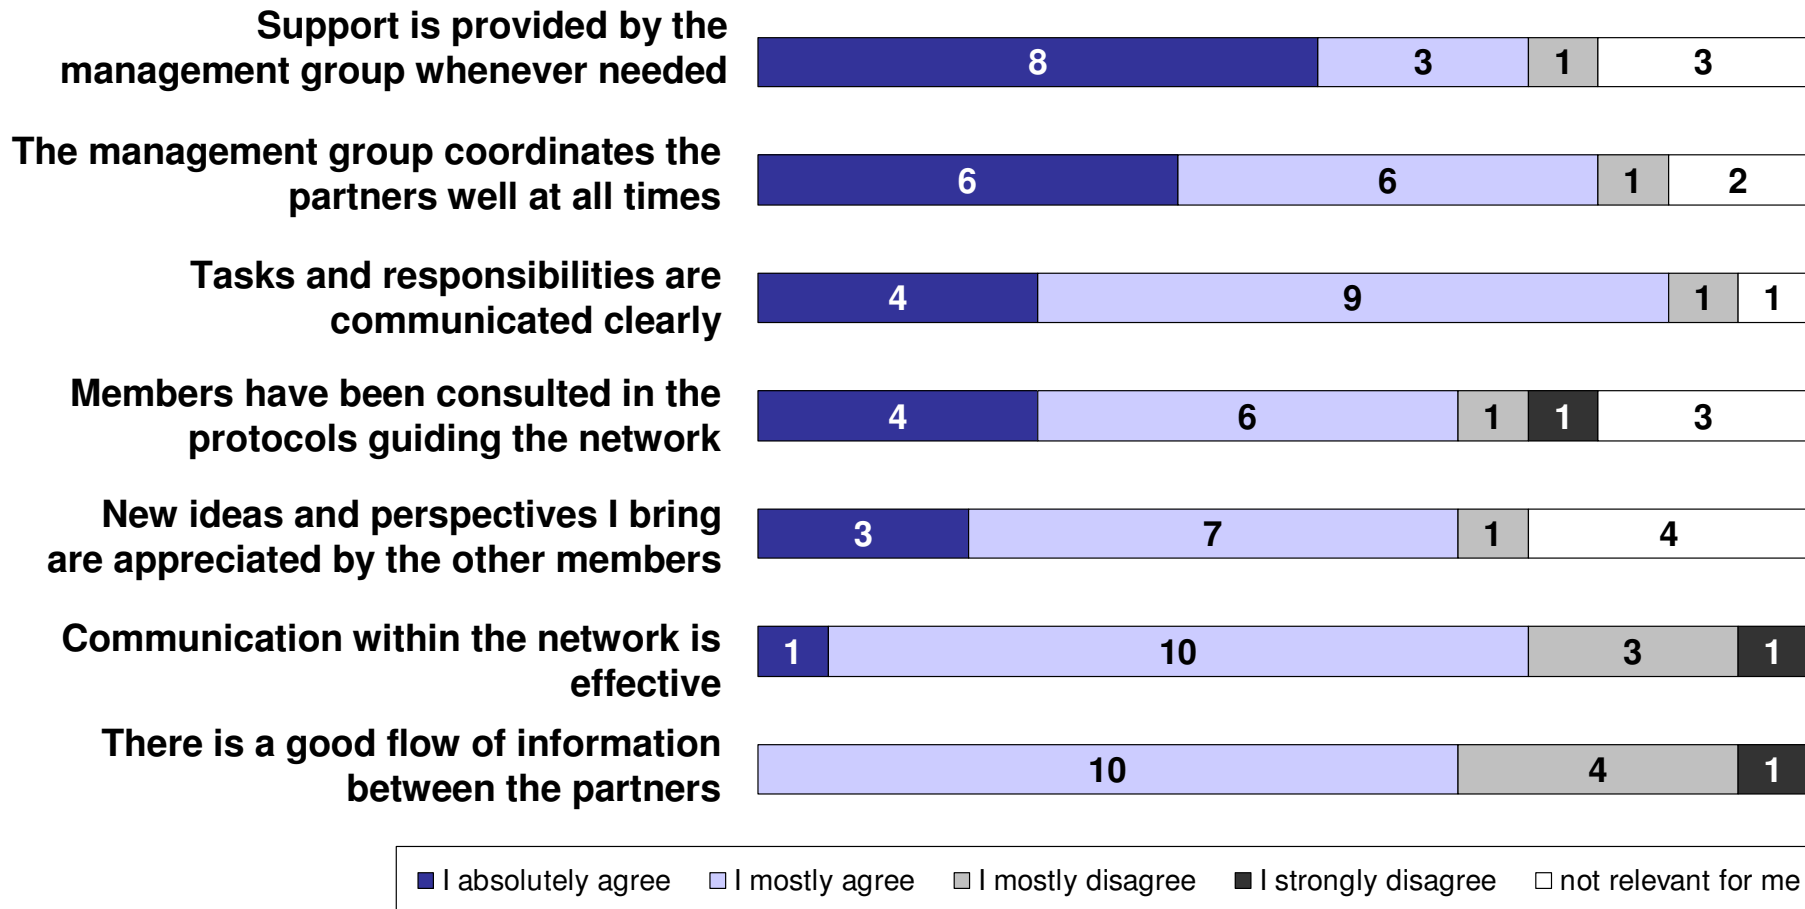 Support is provided by the
management group whenever needed
8 3 1 3
The management group coordinates the
partners well at all times
6 6 1 2
Tasks and responsibilities are
communicated clearly
4 9 1 1
Members have been consulted in the
protocols guiding the network
4 6 1 1 3
New ideas and perspectives I bring
are appreciated by the other members
3 7 1 4
Communication within the network is
effective
1 10 3 1
There is a good flow of information
between the partners
10 4 1
I absolutely agree I mostly agree I mostly disagree I strongly disagree not relevant for me